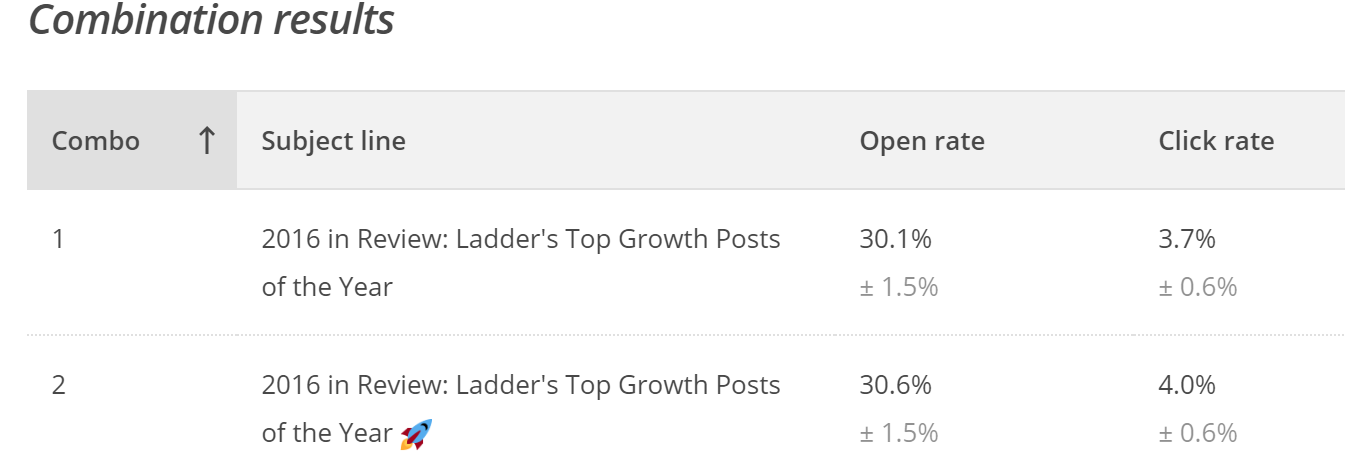 Combination results
Combo ↑ Subject line Open rate Click rate
1 2016 in Review: Ladder's Top Growth Posts 30.1% 3.7%
of the Year ± 1.5% ± 0.6%
2 2016 in Review: Ladder's Top Growth Posts 30.6% 4.0%
of the Year 🚀 ± 1.5% ± 0.6%